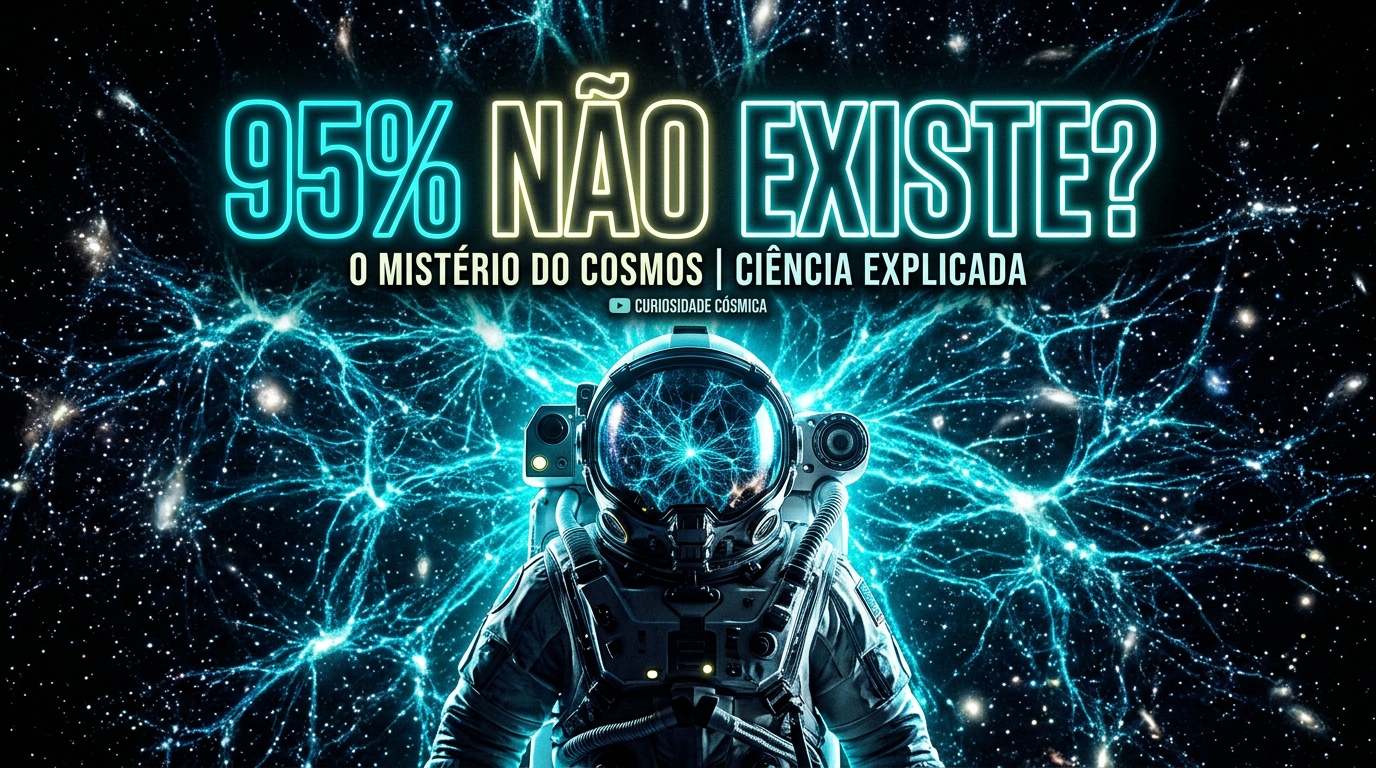 95% NÃO EXISTE?
O MISTÉRIO DO COSMOS | CIÊNCIA EXPLICADA
CURIOSIDADE CÓSMICA